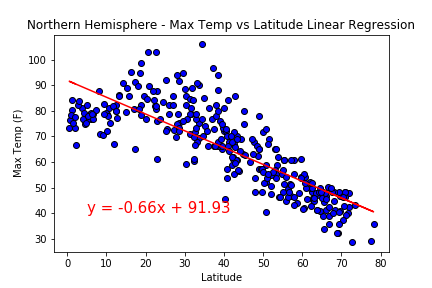 Northern Hemisphere - Max Temp vs Latitude Linear Regression
Max Temp (F)
100
90
80
70
60
50
40
30
y = -0.66x + 91.93
0 10 20 30 40 50 60 70 80
Latitude